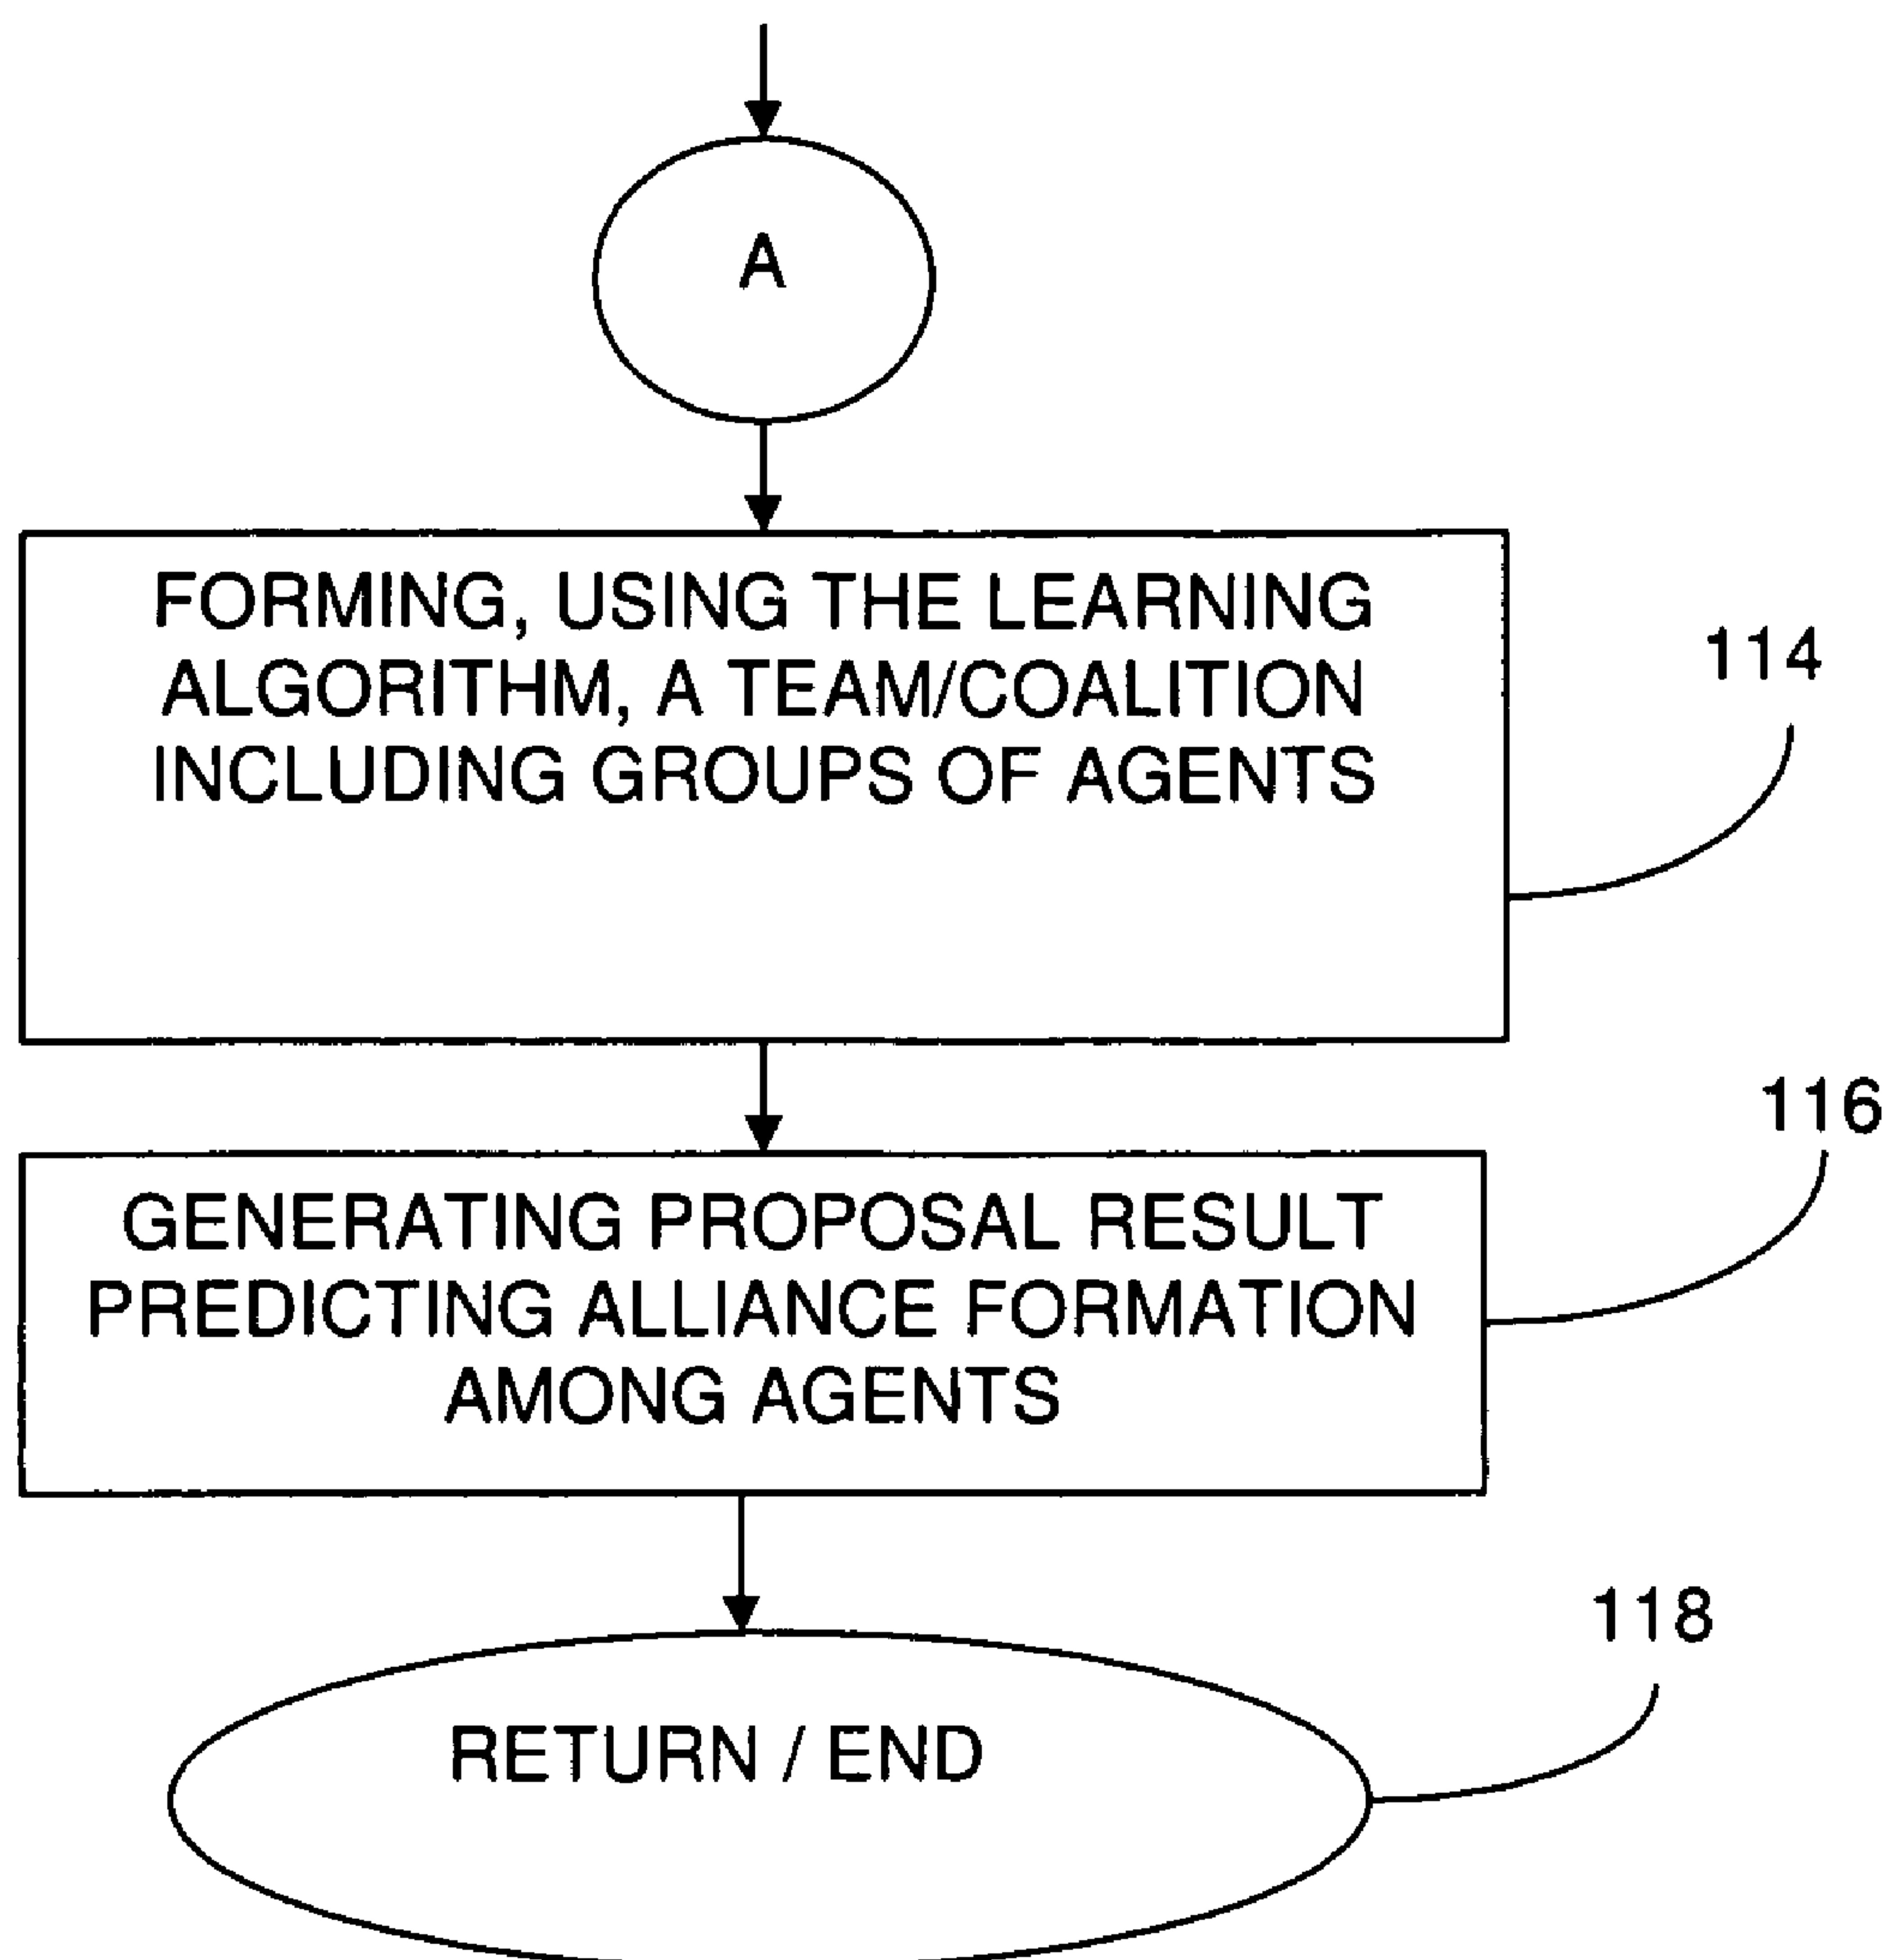 A
FORMING, USING THE LEARNING
ALGORITHM, A TEAM/COALITION
INCLUDING GROUPS OF AGENTS
114
116
GENERATING PROPOSAL RESULT
PREDICTING ALLIANCE FORMATION
AMONG AGENTS
118
RETURN / END